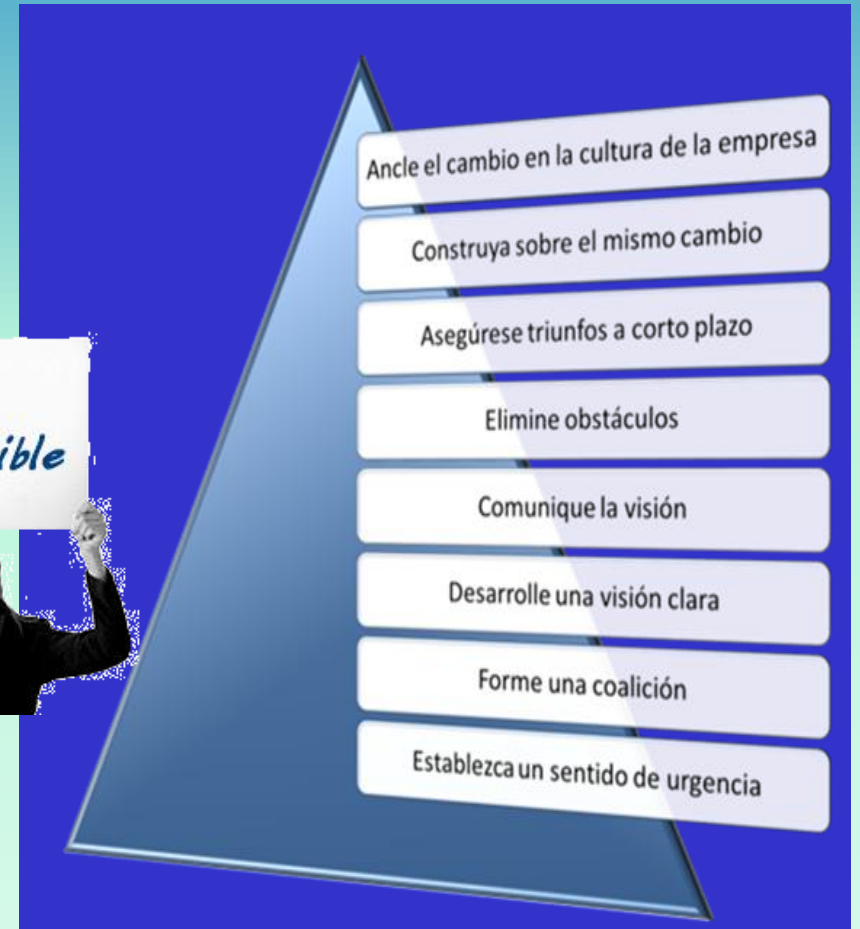 Ancle el cambio en la cultura de la empresa
Construya sobre el mismo cambio
Asegúrese triunfos a corto plazo
Elimine obstáculos
ible
Comunique la visión
Desarrolle una visión clara
Forme una coalición
Establezca un sentido de urgencia